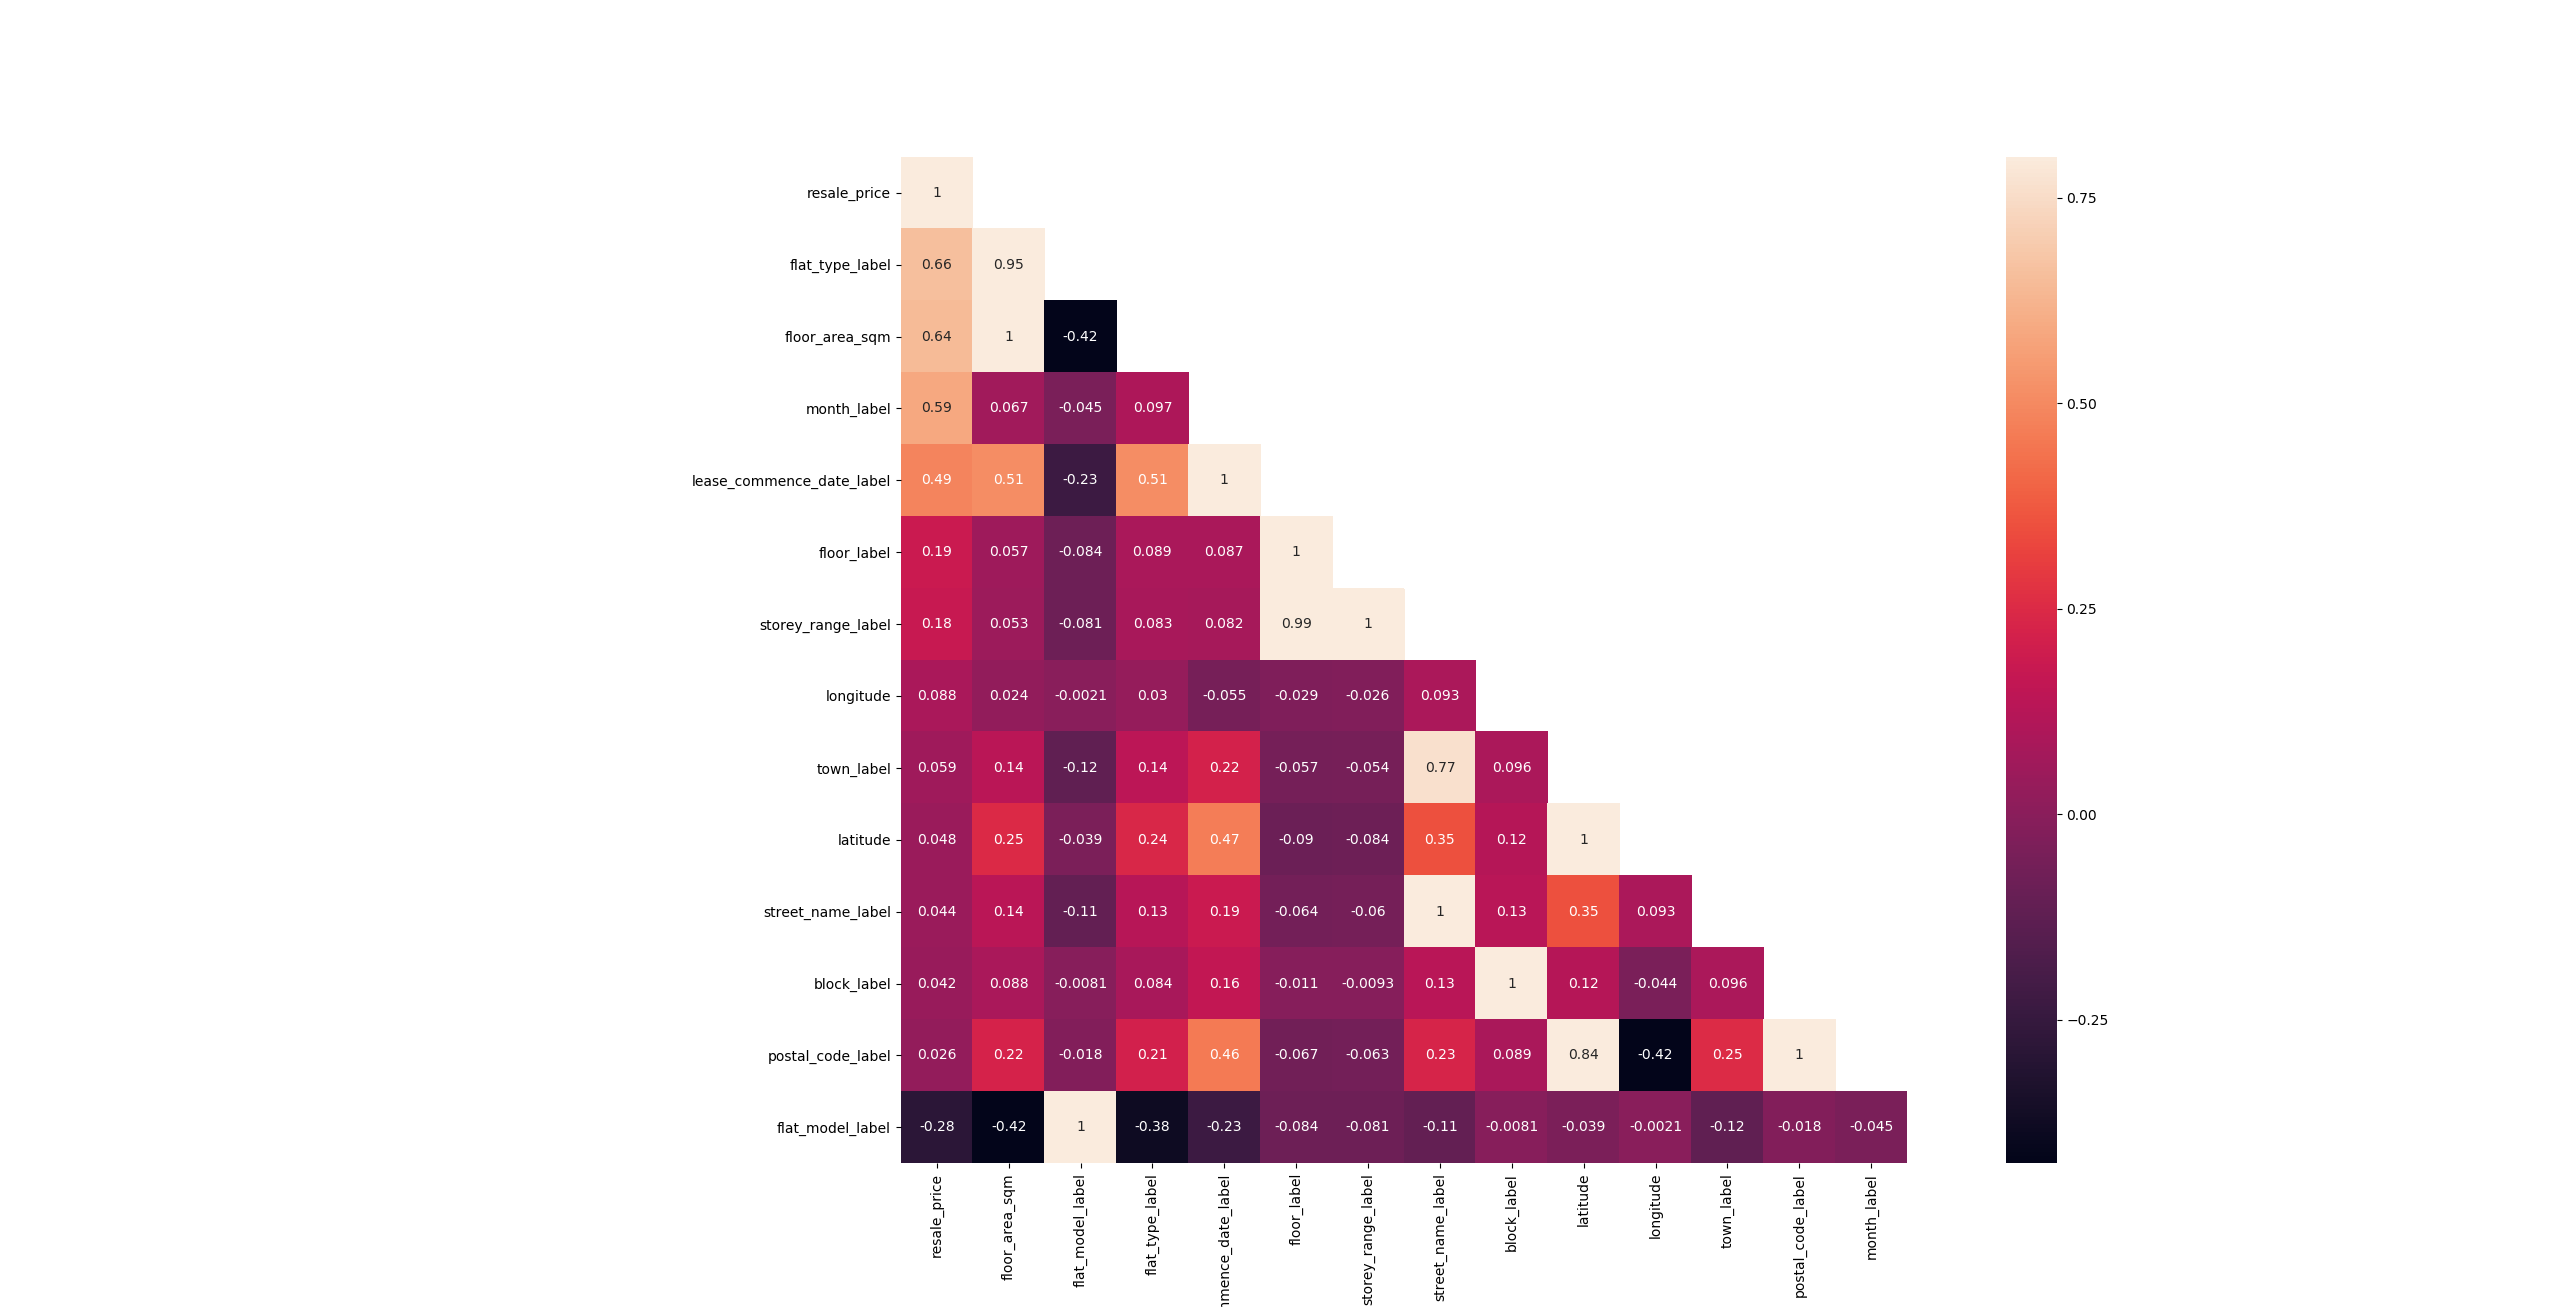 resale_price 1 0.75
flat_type_label 0.66 0.95
floor_area_sqm 0.64 1 -0.42
month_label 0.59 0.067 -0.045 0.097 0.50
lease_commence_date_label 0.49 0.51 -0.23 0.51 1
floor_label 0.19 0.057 -0.084 0.089 0.087 1
storey_range_label 0.18 0.053 -0.081 0.083 0.082 0.99 1 0.25
longitude 0.088 0.024 -0.0021 0.03 -0.055 -0.029 -0.026 0.093
town_label 0.059 0.14 -0.12 0.14 0.22 -0.057 -0.054 0.77 0.096
latitude 0.048 0.25 -0.039 0.24 0.47 -0.09 -0.084 0.35 0.12 1 0.00
street_name_label 0.044 0.14 -0.11 0.13 0.19 -0.064 -0.06 1 0.13 0.35 0.093
block_label 0.042 0.088 -0.0081 0.084 0.16 -0.011 -0.0093 0.13 1 0.12 -0.044 0.096
postal_code_label 0.026 0.22 -0.018 0.21 0.46 -0.067 -0.063 0.23 0.089 0.84 -0.42 0.25 1 −0.25
flat_model_label -0.28 -0.42 1 -0.38 -0.23 -0.084 -0.081 -0.11 -0.0081 -0.039 -0.0021 -0.12 -0.018 -0.045
resale_price
floor_area_sqm
flat_model_label
flat_type_label
mmence_date_label
floor_label
storey_range_label
street_name_label
block_label
latitude
longitude
town_label
postal_code_label
month_label